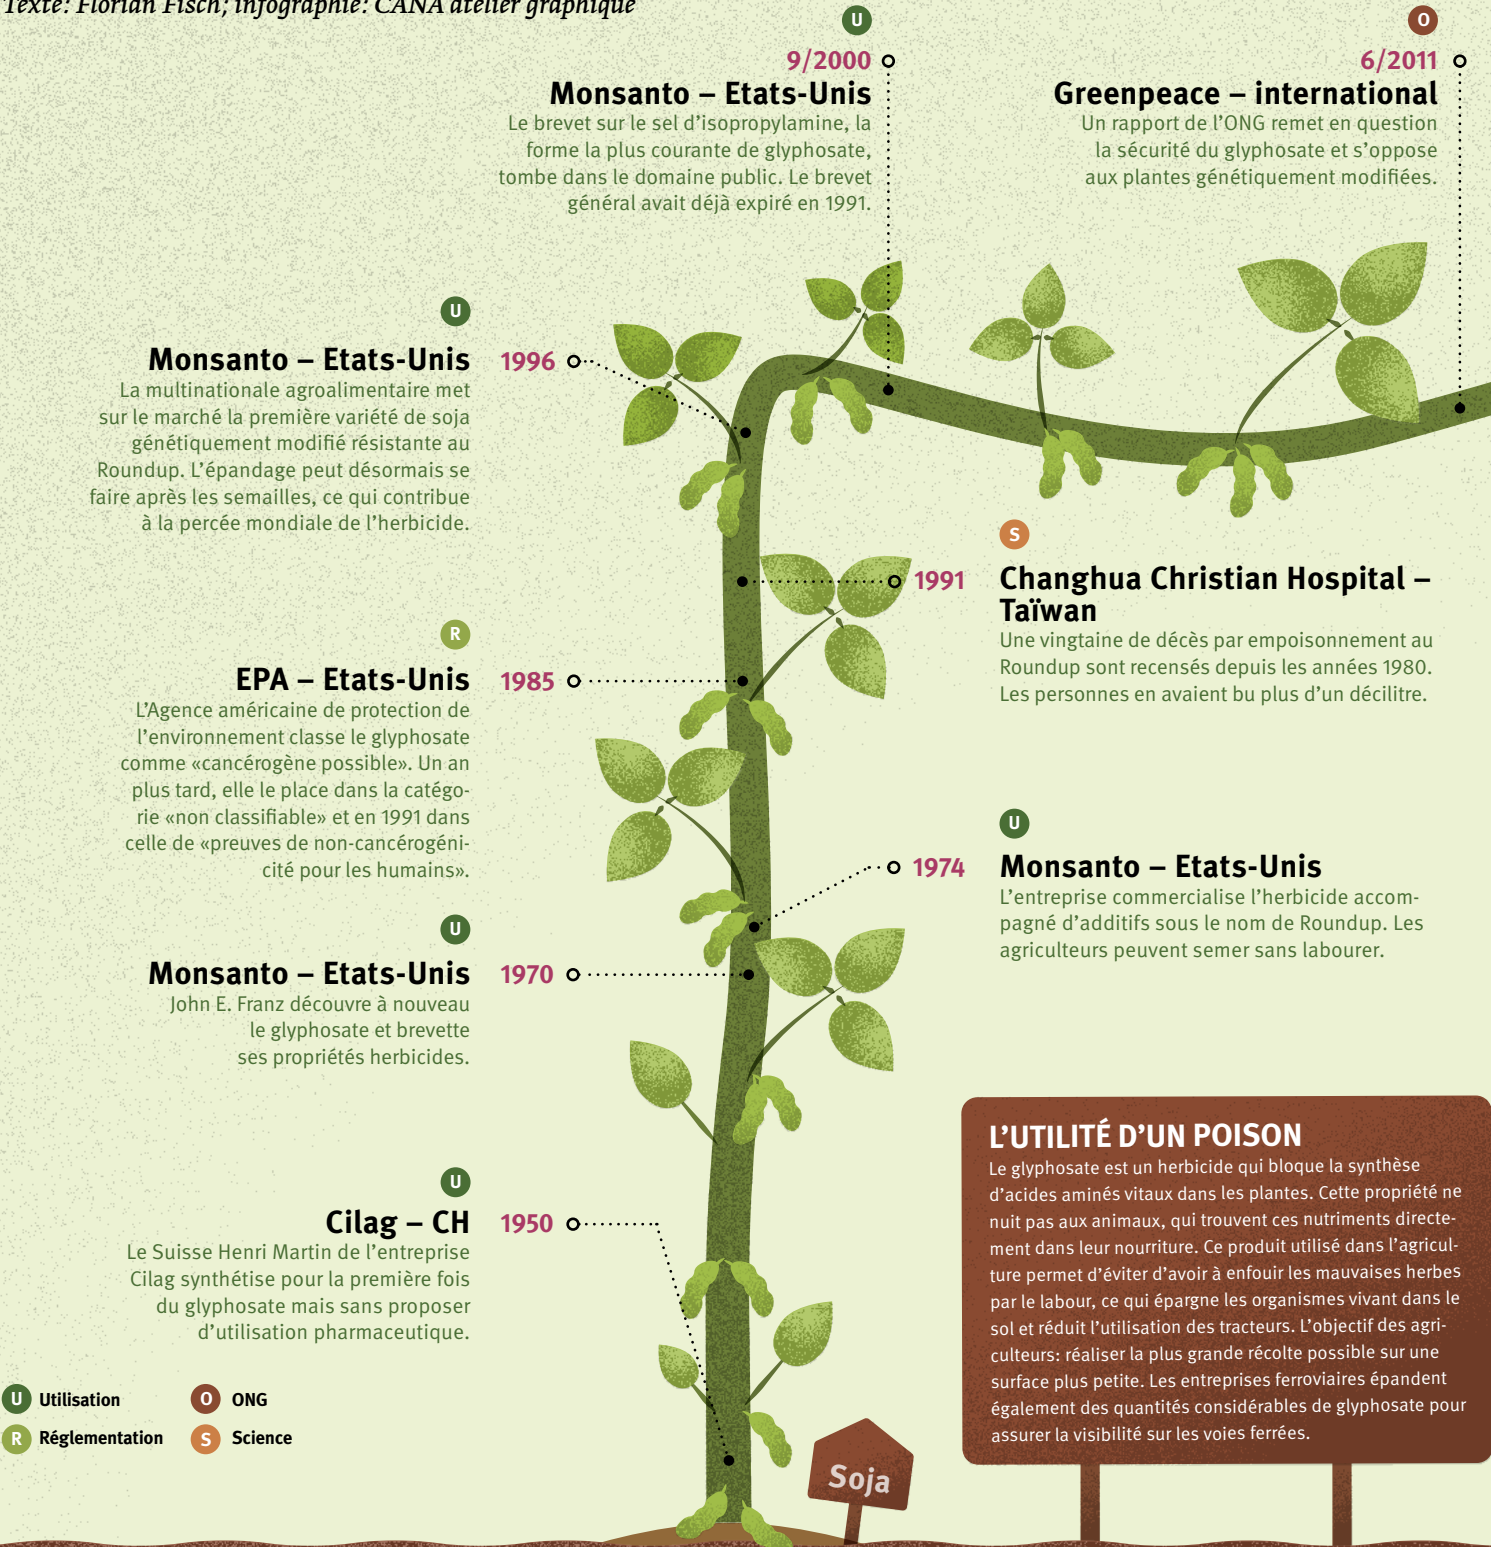 Texte: Florian Fisch; infographie: CANA atelier graphique
U
9/2000
Monsanto – Etats-Unis
Le brevet sur le sel d’isopropylamine, la
forme la plus courante de glyphosate,
tombe dans le domaine public. Le brevet
général avait déjà expiré en 1991.
O
6/2011
Greenpeace – international
Un rapport de l’ONG remet en question
la sécurité du glyphosate et s’oppose
aux plantes génétiquement modifiées.
U
Monsanto – Etats-Unis 1996
La multinationale agroalimentaire met
sur le marché la première variété de soja
génétiquement modifié résistante au
Roundup. L’épandage peut désormais se
faire après les semailles, ce qui contribue
à la percée mondiale de l’herbicide.
S
1991 Changhua Christian Hospital –
Taïwan
Une vingtaine de décès par empoisonnement au
Roundup sont recensés depuis les années 1980.
Les personnes en avaient bu plus d’un décilitre.
R
EPA – Etats-Unis 1985
L’Agence américaine de protection de
l’environnement classe le glyphosate
comme «cancérogène possible». Un an
plus tard, elle le place dans la catégo-
rie «non classifiable» et en 1991 dans
celle de «preuves de non-cancérogéni-
cité pour les humains».
U
1974 Monsanto – Etats-Unis
L’entreprise commercialise l’herbicide accom-
pagné d’additifs sous le nom de Roundup. Les
agriculteurs peuvent semer sans labourer.
U
Monsanto – Etats-Unis 1970
John E. Franz découvre à nouveau
le glyphosate et brevette
ses propriétés herbicides.
U
Cilag – CH 1950
Le Suisse Henri Martin de l’entreprise
Cilag synthétise pour la première fois
du glyphosate mais sans proposer
d’utilisation pharmaceutique.
L’UTILITÉ D’UN POISON
Le glyphosate est un herbicide qui bloque la synthèse
d’acides aminés vitaux dans les plantes. Cette propriété ne
nuit pas aux animaux, qui trouvent ces nutriments directe-
ment dans leur nourriture. Ce produit utilisé dans l’agricul-
ture permet d’éviter d’avoir à enfouir les mauvaises herbes
par le labour, ce qui épargne les organismes vivant dans le
sol et réduit l’utilisation des tracteurs. L’objectif des agri-
culteurs: réaliser la plus grande récolte possible sur une
surface plus petite. Les entreprises ferroviaires épandent
également des quantités considérables de glyphosate pour
assurer la visibilité sur les voies ferrées.
U Utilisation
O ONG
R Réglementation
S Science
Soja